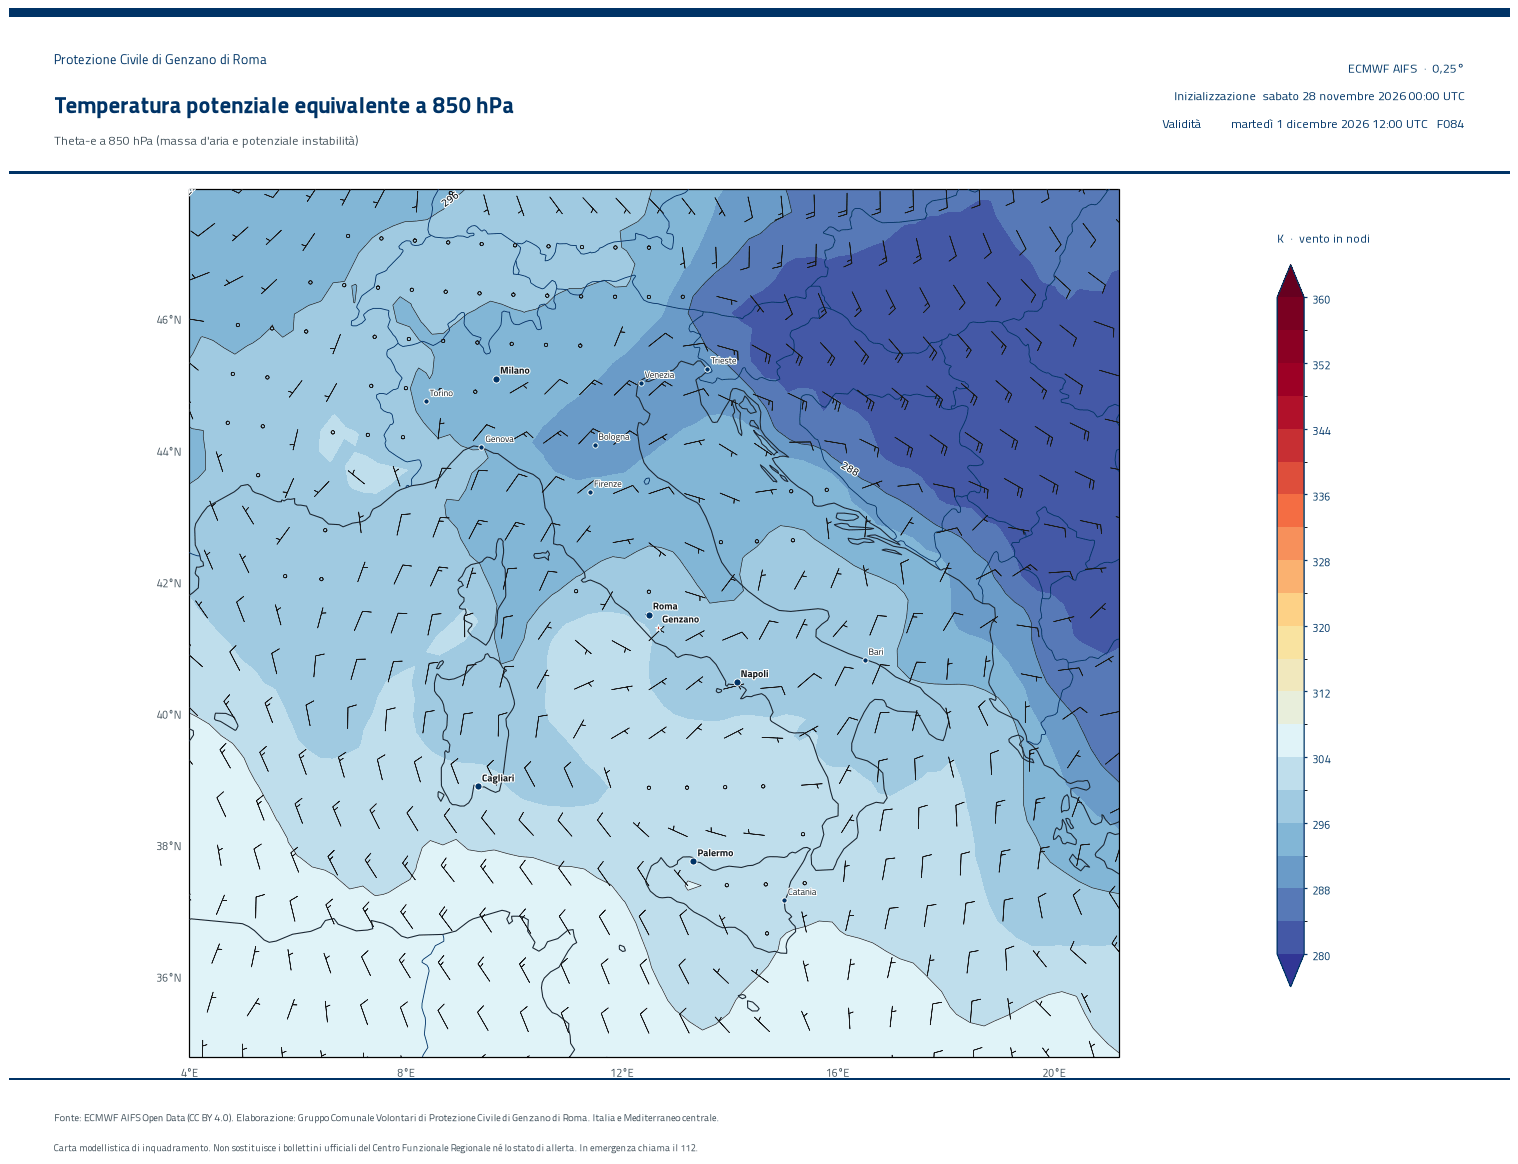 Protezione Civile di Genzano di Roma
Temperatura potenziale equivalente a 850 hPa
Theta-e a 850 hPa (massa d'aria e potenziale instabilità)
ECMWF AIFS · 0,25°
Inizializzazione sabato 28 novembre 2026 00:00 UTC
Validità martedì 1 dicembre 2026 12:00 UTC F084
K · vento in nodi
360
352
344
336
328
320
312
304
296
288
280
296
288
46°N
44°N
42°N
40°N
38°N
36°N
Trieste
Milano
Venezia
Torino
Genova
Bologna
Firenze
Roma
Genzano
Bari
Napoli
Cagliari
Palermo
Catania
4°E
8°E
12°E
16°E
20°E
Fonte: ECMWF AIFS Open Data (CC BY 4.0). Elaborazione: Gruppo Comunale Volontari di Protezione Civile di Genzano di Roma. Italia e Mediterraneo centrale.
Carta modellistica di inquadramento. Non sostituisce i bollettini ufficiali del Centro Funzionale Regionale né lo stato di allerta. In emergenza chiama il 112.